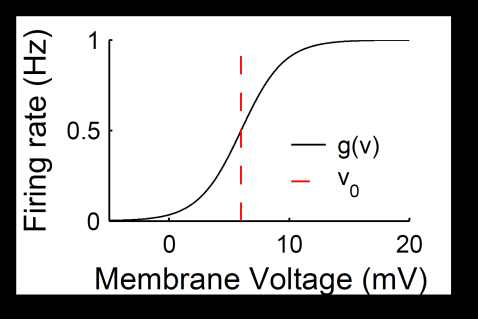 Firing rate (Hz)
1
0.5
0
g(v)
v₀
0 10 20
Membrane Voltage (mV)